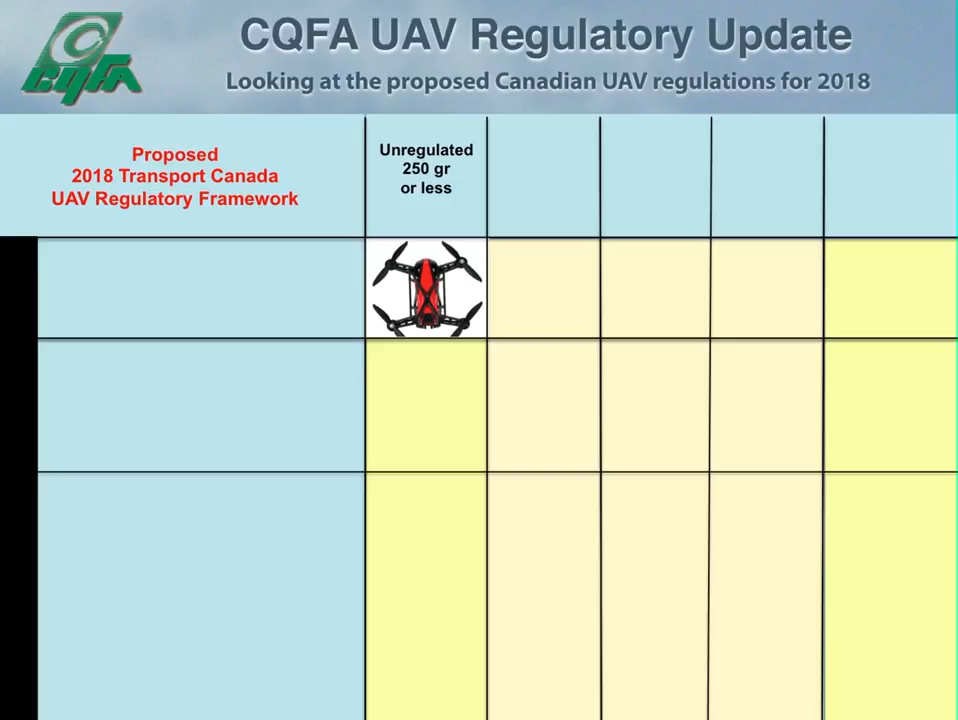 CQFA
CQFA UAV Regulatory Update
Looking at the proposed Canadian UAV regulations for 2018
Proposed
2018 Transport Canada
UAV Regulatory Framework
Unregulated
250 gr
or less